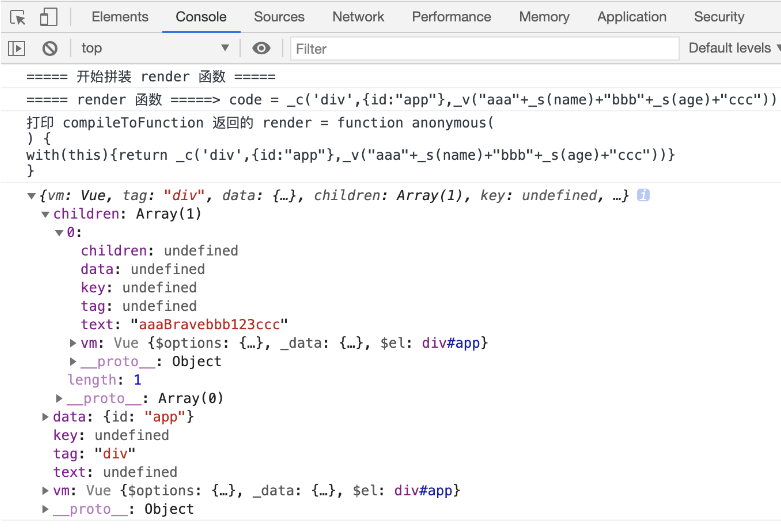 Elements Console Sources Network Performance Memory Application Security
top Filter Default levels
===== 开始拼装 render 函数 =====
===== render 函数 =====> code = _c('div',{id:"app"},_v("aaa"+_s(name)+"bbb"+_s(age)+"ccc"))
打印 compileToFunction 返回的 render = function anonymous(
) {
with(this){return _c('div',{id:"app"},_v("aaa"+_s(name)+"bbb"+_s(age)+"ccc"))}
}
{vm: Vue, tag: "div", data: {…}, children: Array(1), key: undefined, …} i
children: Array(1)
0:
children: undefined
data: undefined
key: undefined
tag: undefined
text: "aaaBravebbb123ccc"
vm: Vue {$options: {…}, _data: {…}, $el: div#app}
__proto__: Object
length: 1
__proto__: Array(0)
data: {id: "app"}
key: undefined
tag: "div"
text: undefined
vm: Vue {$options: {…}, _data: {…}, $el: div#app}
__proto__: Object